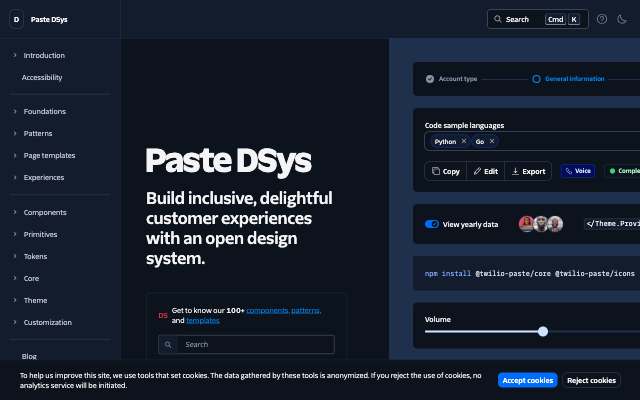 D Paste DSys
Search Cmd K
Introduction
Accessibility
Foundations
Patterns
Page templates
Experiences
Components
Primitives
Tokens
Core
Theme
Customization
Blog
Paste DSys
Build inclusive, delightful
customer experiences
with an open design
system.
DS Get to know our 100+ components, patterns,
and templates
Search
Account type General information
Code sample languages
Python Go
Copy Edit Export Voice
View yearly data
npm install @twilio-paste/core @twilio-paste/icons
Volume
To help us improve this site, we use tools that set cookies. The data gathered by these tools is anonymized. If you reject the use of cookies, no
analytics service will be initiated.
Accept cookies Reject cookies